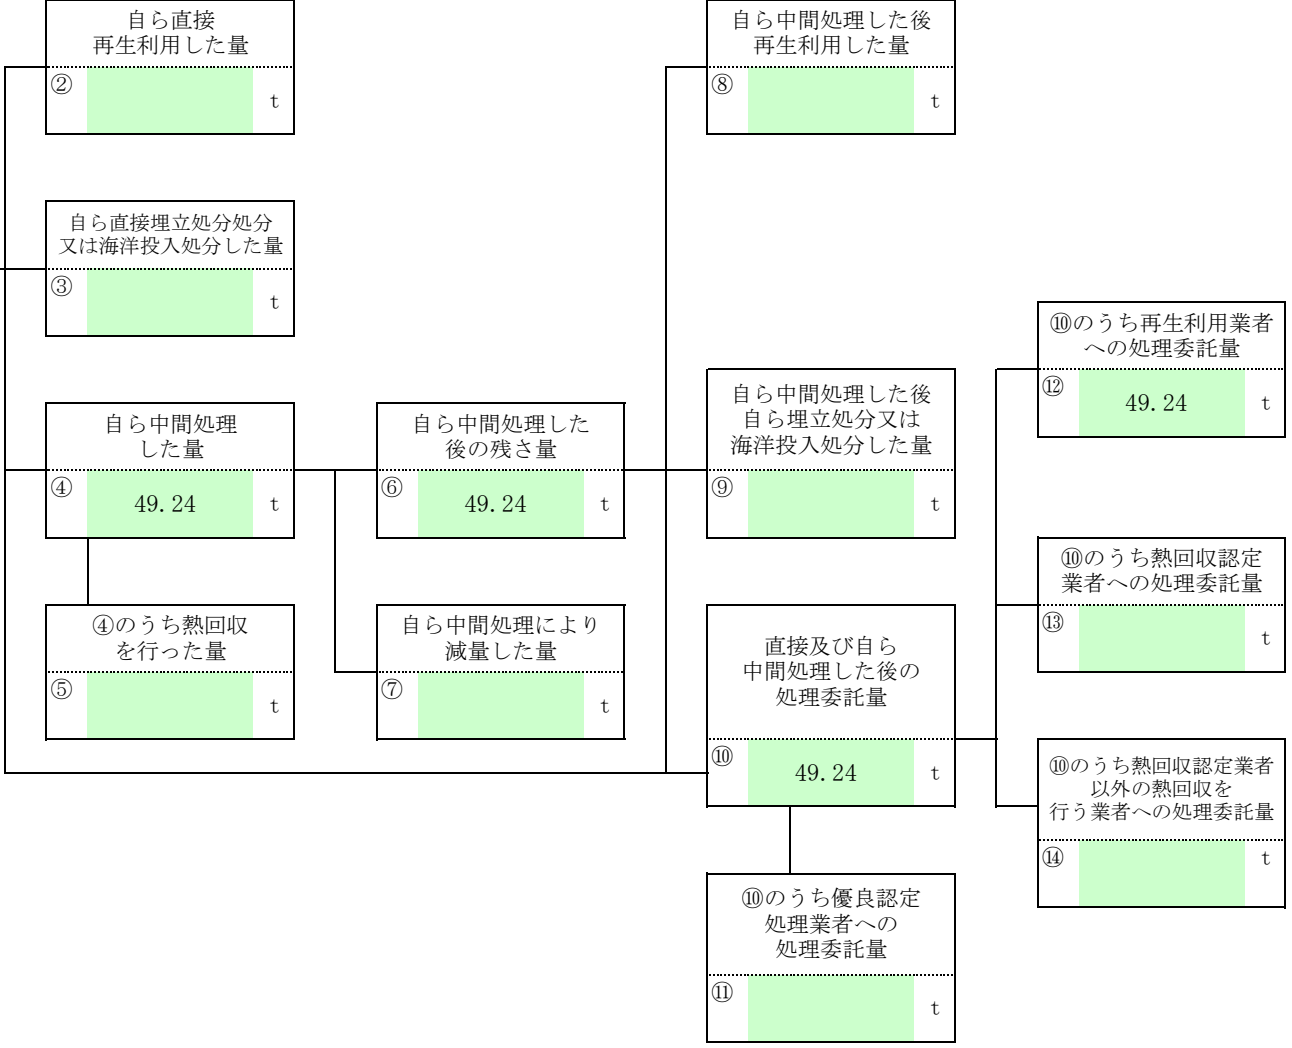 自ら直接
再生利用した量
②
t
自ら中間処理した後
再生利用した量
⑧
t
自ら直接埋立処分処分
又は海洋投入処分した量
③
t
⑩のうち再生利用業者
への処理委託量
⑫
49.24
t
自ら中間処理
した量
④
49.24
t
自ら中間処理した
後の残さ量
⑥
49.24
t
自ら中間処理した後
自ら埋立処分又は
海洋投入処分した量
⑨
t
⑩のうち熱回収認定
業者への処理委託量
⑬
t
④のうち熱回収
を行った量
⑤
t
自ら中間処理により
減量した量
⑦
t
直接及び自ら
中間処理した後の
処理委託量
⑩
49.24
t
⑩のうち熱回収認定業者
以外の熱回収を
行う業者への処理委託量
⑭
t
⑩のうち優良認定
処理業者への
処理委託量
⑪
t